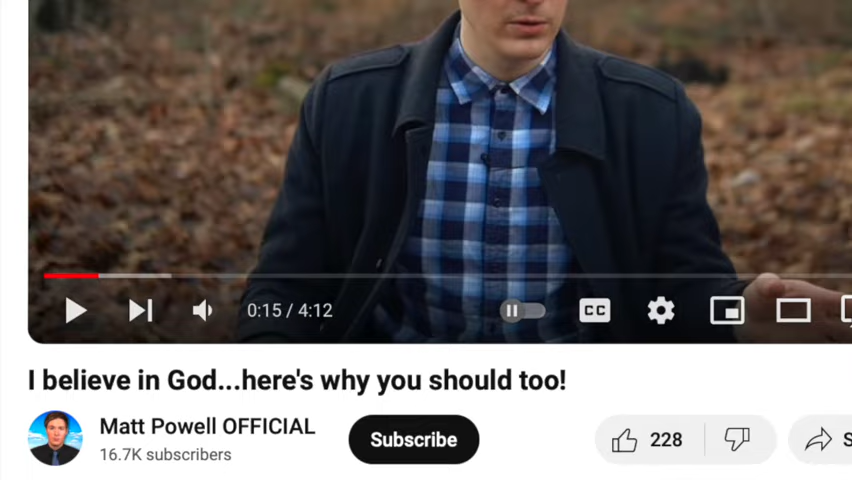 0:15 / 4:12
CC
I believe in God...here's why you should too!
Matt Powell OFFICIAL
16.7K subscribers
Subscribe
228
S